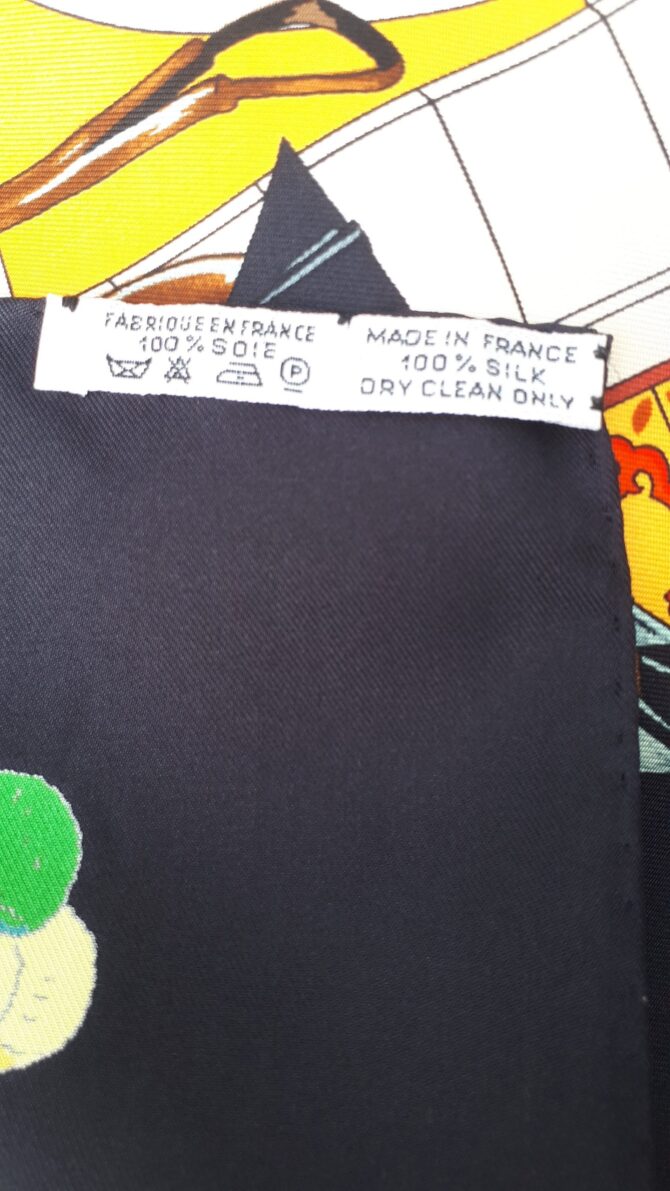 FABRIQUE EN FRANCE
100 % SOIE
P
MADE IN FRANCE
100 % SILK
DRY CLEAN ONLY